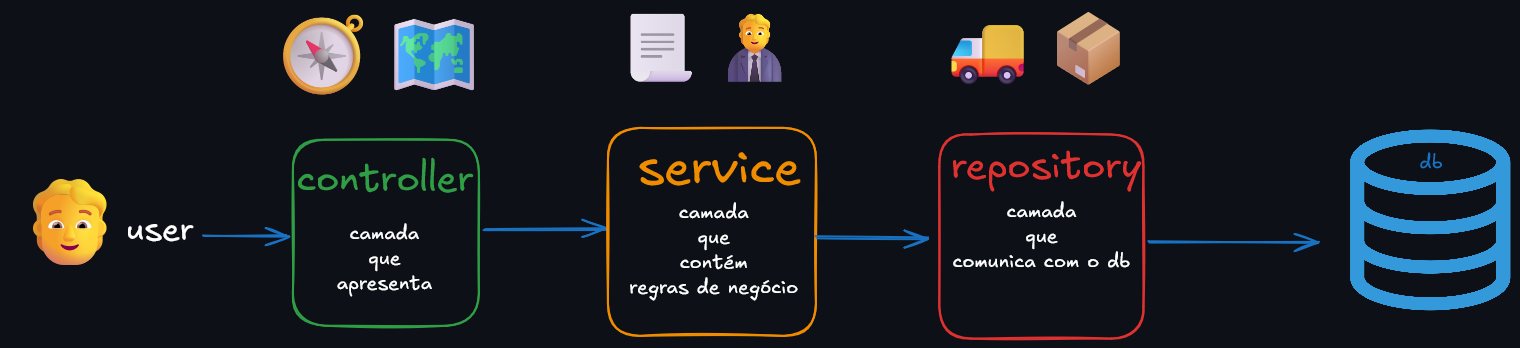 user
controller
camada
que
apresenta
service
camada
que
contém
regras de negócio
repository
camada
que
comunica com o db
db